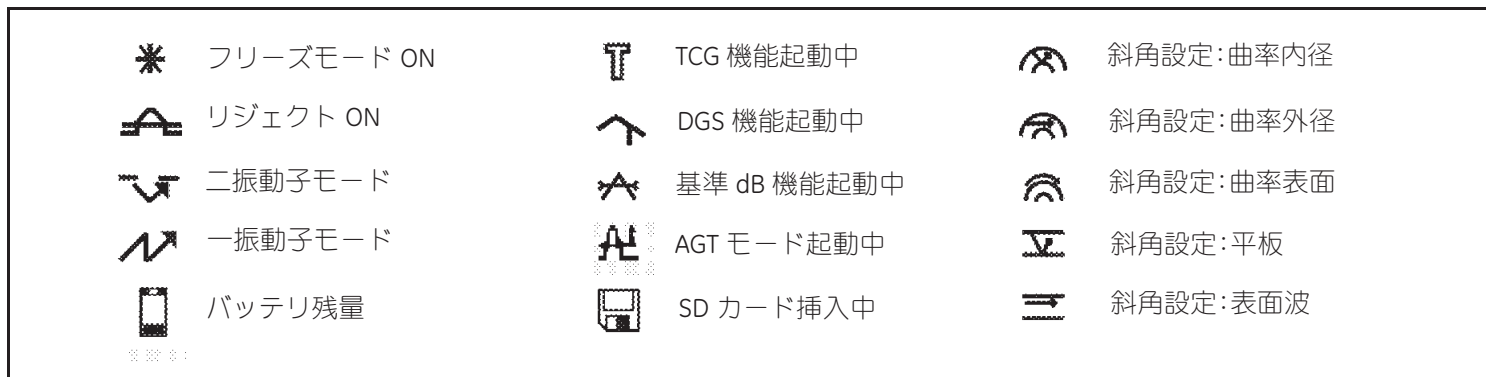 フリーズモード ON
リジェクト ON
二振動子モード
一振動子モード
バッテリ残量
TCG 機能起動中
DGS 機能起動中
基準 dB 機能起動中
AGT モード起動中
SD カード挿入中
斜角設定:曲率内径
斜角設定:曲率外径
斜角設定:曲率表面
斜角設定:平板
斜角設定:表面波